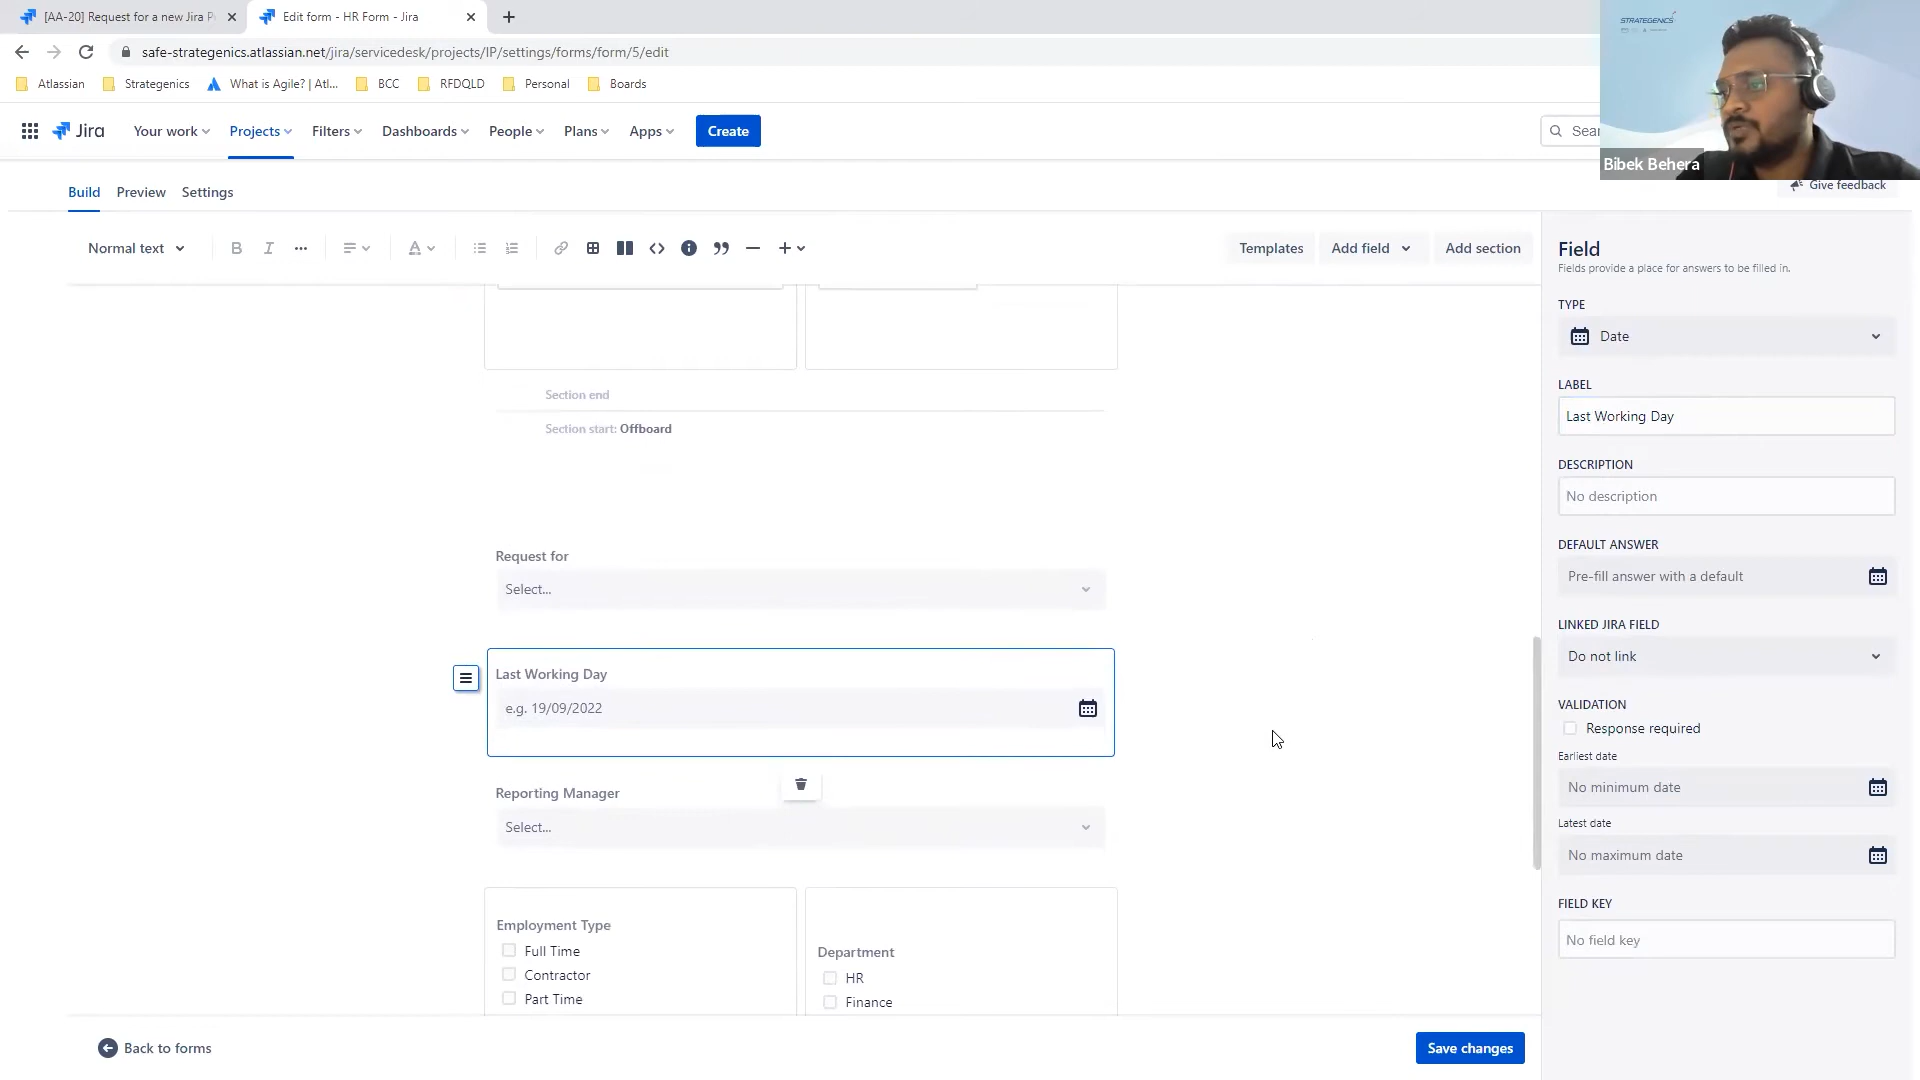 [AA-20] Request for a new Jira P
Edit form - HR Form - Jira
safe-strategenics.atlassian.net/jira/servicedesk/projects/IP/settings/forms/form/5/edit
Atlassian
Strategenics
What is Agile? | Atl...
BCC
RFDQLD
Personal
Boards
STRATEGENICS
Jira
Your work
Projects
Filters
Dashboards
People
Plans
Apps
Create
Sear
Bibek Behera
Give feedback
Build
Preview
Settings
Normal text
Templates
Add field
Add section
Section end
Section start: Offboard
Request for
Select...
Last Working Day
e.g. 19/09/2022
Reporting Manager
Select...
Employment Type
Full Time
Contractor
Part Time
Department
HR
Finance
Field
Fields provide a place for answers to be filled in.
TYPE
Date
LABEL
Last Working Day
DESCRIPTION
No description
DEFAULT ANSWER
Pre-fill answer with a default
LINKED JIRA FIELD
Do not link
VALIDATION
Response required
Earliest date
No minimum date
Latest date
No maximum date
FIELD KEY
No field key
Back to forms
Save changes